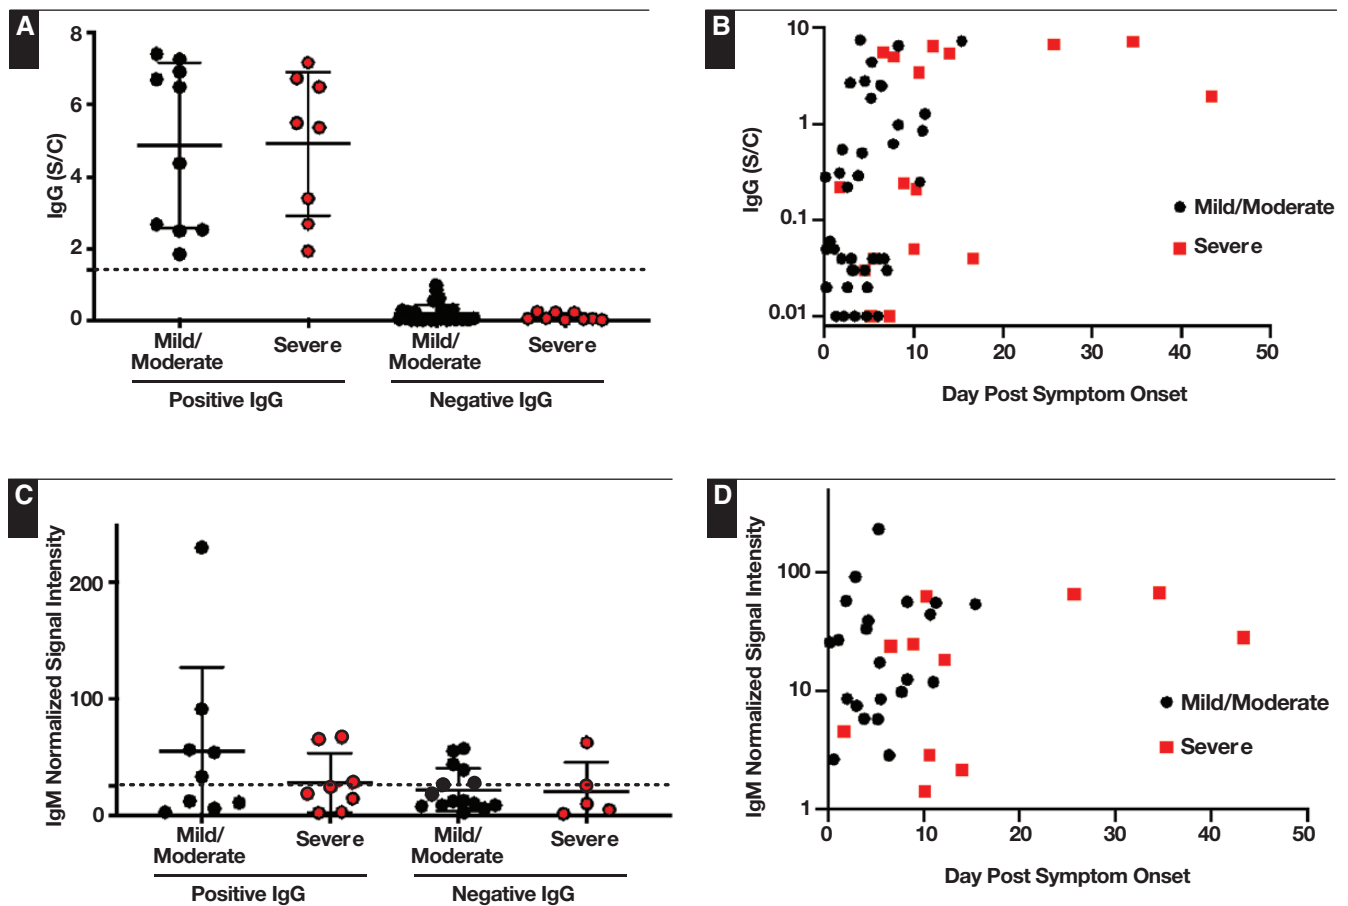 A
IgG (S/C)
8
6
4
2
0
Mild/
Moderate
Severe
Mild/
Moderate
Severe
Positive IgG
Negative IgG
B
IgG (S/C)
10
1
0.1
0.01
0
10
20
30
40
50
Day Post Symptom Onset
Mild/Moderate
Severe
C
IgM Normalized Signal Intensity
200
100
0
Mild/
Moderate
Severe
Mild/
Moderate
Severe
Positive IgG
Negative IgG
D
IgM Normalized Signal Intensity
100
10
1
0
10
20
30
40
50
Day Post Symptom Onset
Mild/Moderate
Severe